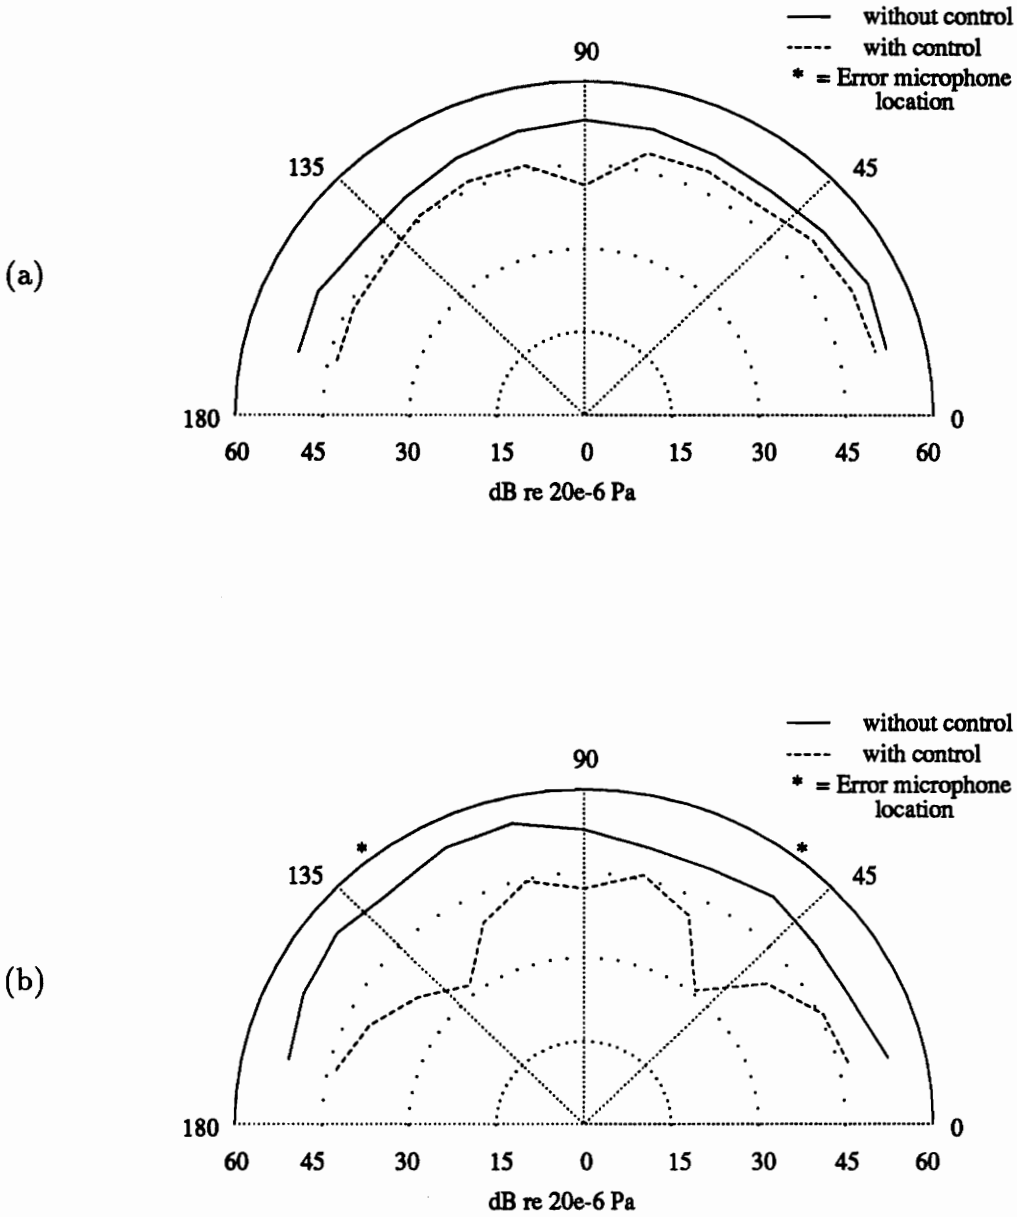 without control
with control
* = Error microphone
location
90
135
45
(a)
180
0
60 45 30 15 0 15 30 45 60
dB re 20e-6 Pa
without control
with control
* = Error microphone
location
90
*
*
135
45
(b)
180
0
60 45 30 15 0 15 30 45 60
dB re 20e-6 Pa